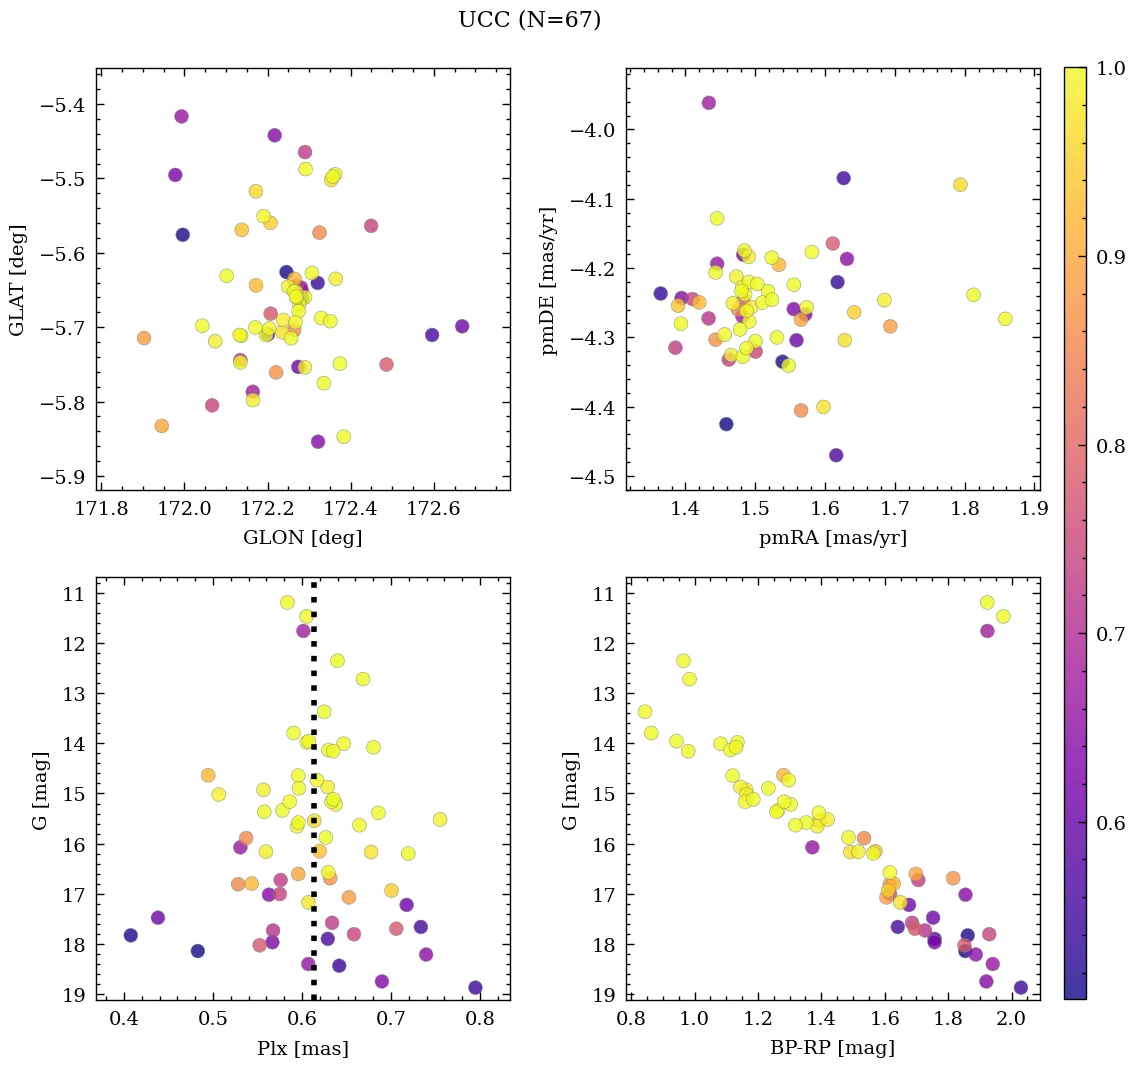 UCC (N=67)
−5.4
−5.5
−5.6
−5.7
−5.8
−5.9
GLAT [deg]
171.8 172.0 172.2 172.4 172.6
GLON [deg]
−4.0
−4.1
−4.2
−4.3
−4.4
−4.5
pmDE [mas/yr]
1.4 1.5 1.6 1.7 1.8 1.9
pmRA [mas/yr]
1.0
0.9
0.8
0.7
0.6
11
12
13
14
15
16
17
18
19
G [mag]
0.4 0.5 0.6 0.7 0.8
Plx [mas]
11
12
13
14
15
16
17
18
19
G [mag]
0.8 1.0 1.2 1.4 1.6 1.8 2.0
BP-RP [mag]